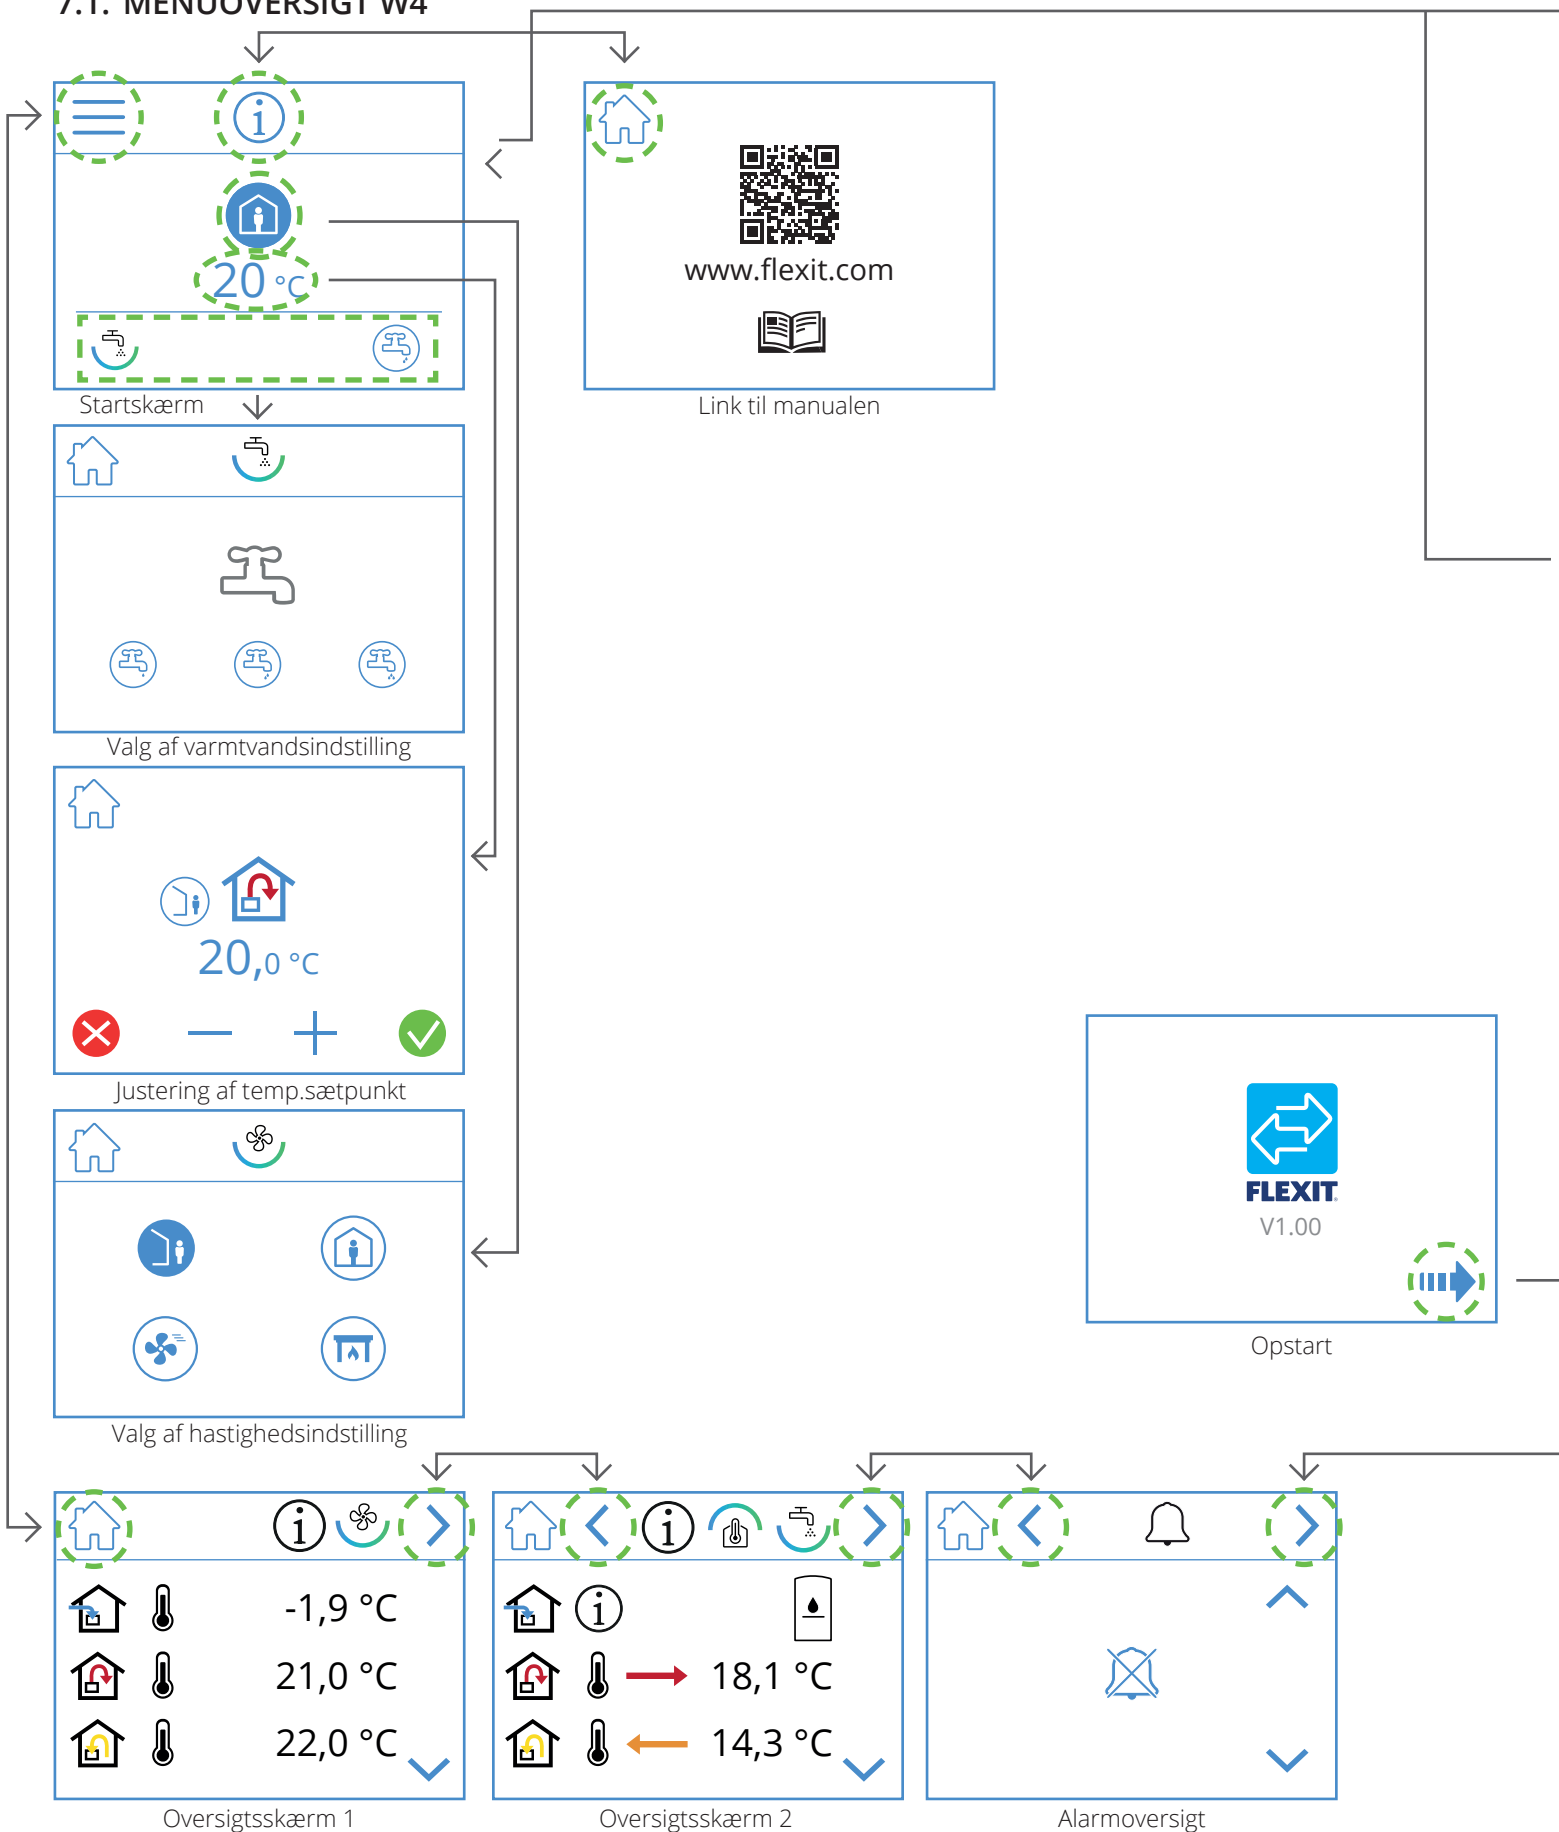 7.1. MENUOVERSIGT W4
i
20 °C
Startskærm
www.flexit.com
Link til manualen
Valg af varmtvandsindstilling
20,0 °C
Justering af temp.sætpunkt
Valg af hastighedsindstilling
FLEXIT
V1.00
Opstart
i
-1,9 °C
21,0 °C
22,0 °C
Oversigtsskærm 1
i
i
18,1 °C
14,3 °C
Oversigtsskærm 2
Alarmoversigt